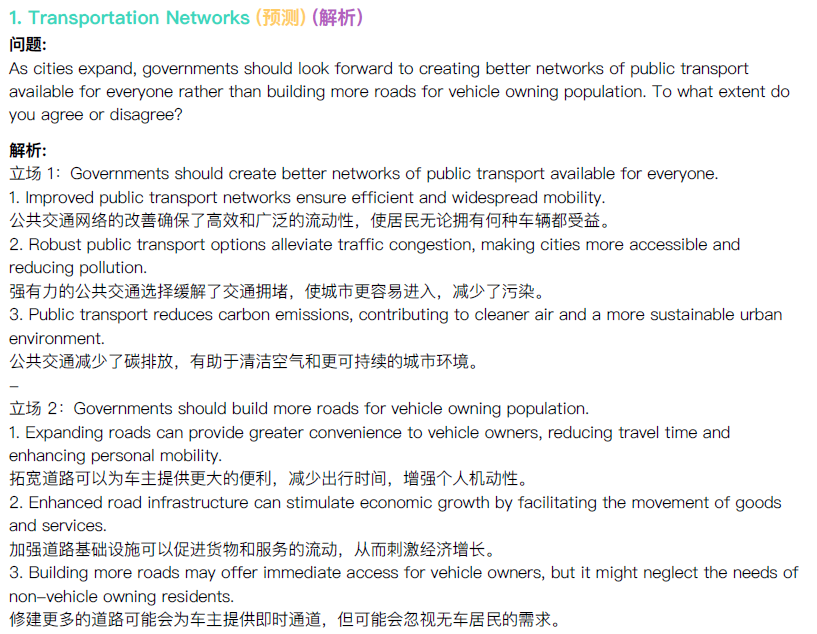 1. Transportation Networks (预测) (解析)
问题:
As cities expand, governments should look forward to creating better networks of public transport
available for everyone rather than building more roads for vehicle owning population. To what extent do
you agree or disagree?
解析:
立场 1：Governments should create better networks of public transport available for everyone.
1. Improved public transport networks ensure efficient and widespread mobility.
公共交通网络的改善确保了高效和广泛的流动性，使居民无论拥有何种车辆都受益。
2. Robust public transport options alleviate traffic congestion, making cities more accessible and
reducing pollution.
强有力的公共交通选择缓解了交通拥堵，使城市更容易进入，减少了污染。
3. Public transport reduces carbon emissions, contributing to cleaner air and a more sustainable urban
environment.
公共交通减少了碳排放，有助于清洁空气和更可持续的城市环境。
–
立场 2：Governments should build more roads for vehicle owning population.
1. Expanding roads can provide greater convenience to vehicle owners, reducing travel time and
enhancing personal mobility.
拓宽道路可以为车主提供更大的便利，减少出行时间，增强个人机动性。
2. Enhanced road infrastructure can stimulate economic growth by facilitating the movement of goods
and services.
加强道路基础设施可以促进货物和服务的流动，从而刺激经济增长。
3. Building more roads may offer immediate access for vehicle owners, but it might neglect the needs of
non–vehicle owning residents.
修建更多的道路可能会为车主提供即时通道，但可能会忽视无车居民的需求。